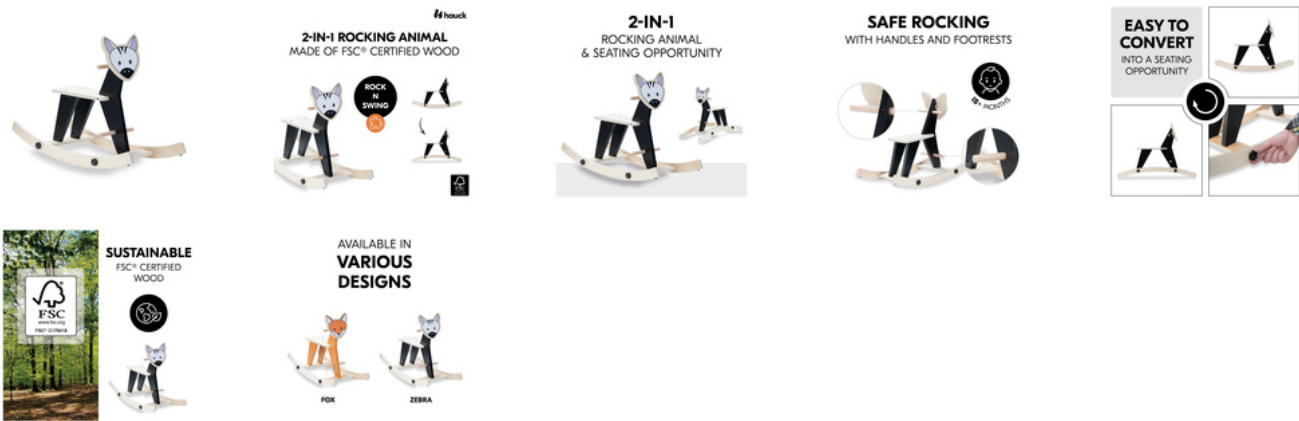 hauck
2-IN-1 ROCKING ANIMAL
MADE OF FSC® CERTIFIED WOOD
ROCK
N
SWING
FSC
2-IN-1
ROCKING ANIMAL
& SEATING OPPORTUNITY
SAFE ROCKING
WITH HANDLES AND FOOTRESTS
18+ MONTHS
EASY TO
CONVERT
INTO A SEATING
OPPORTUNITY
SUSTAINABLE
FSC® CERTIFIED
WOOD
FSC
www.fsc.org
AVAILABLE IN
VARIOUS
DESIGNS
FOX
ZEBRA